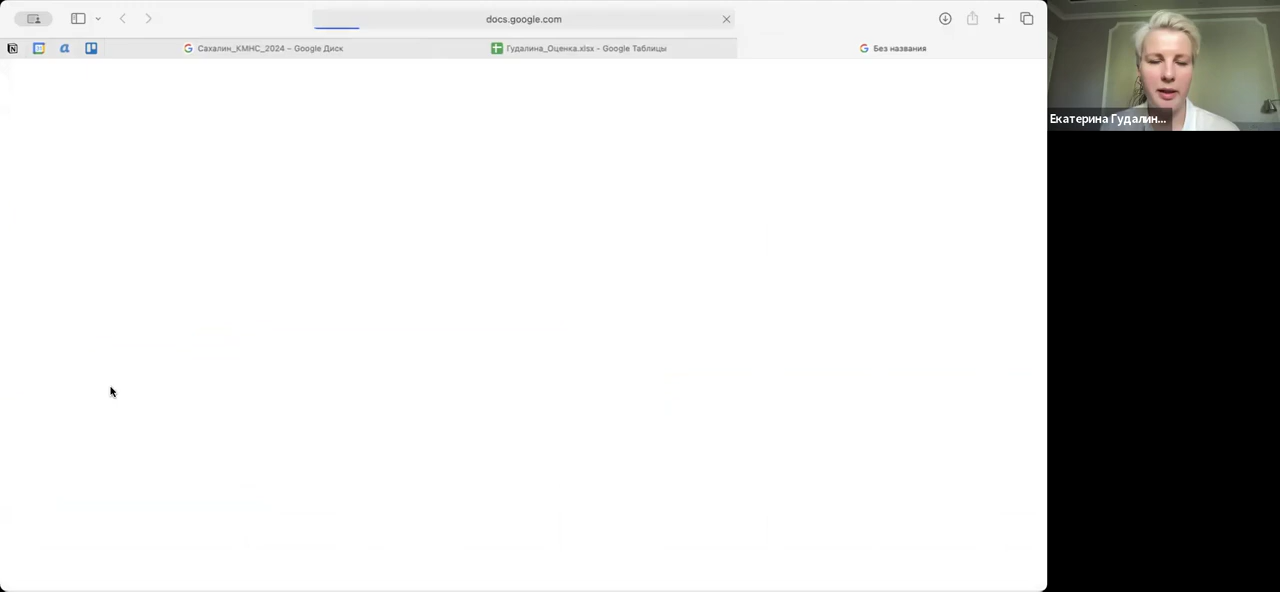 docs.google.com
Сахалин_КМНС_2024 – Google Диск
Гудалина_Оценка.xlsx - Google Таблицы
Без названия
Екатерина Гудалин...